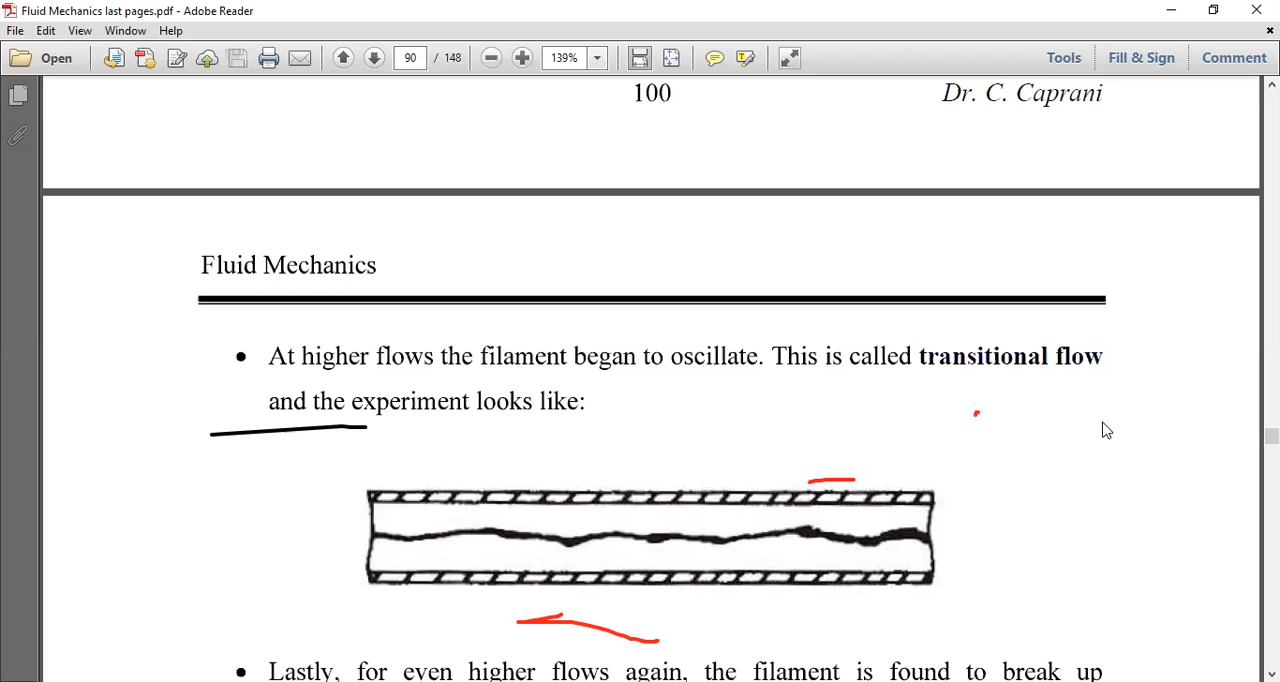 Fluid Mechanics last pages.pdf - Adobe Reader
File Edit View Window Help
Open 90 / 148 139% Tools Fill & Sign Comment
100 Dr. C. Caprani
Fluid Mechanics
• At higher flows the filament began to oscillate. This is called transitional flow
and the experiment looks like:
• Lastly, for even higher flows again, the filament is found to break up